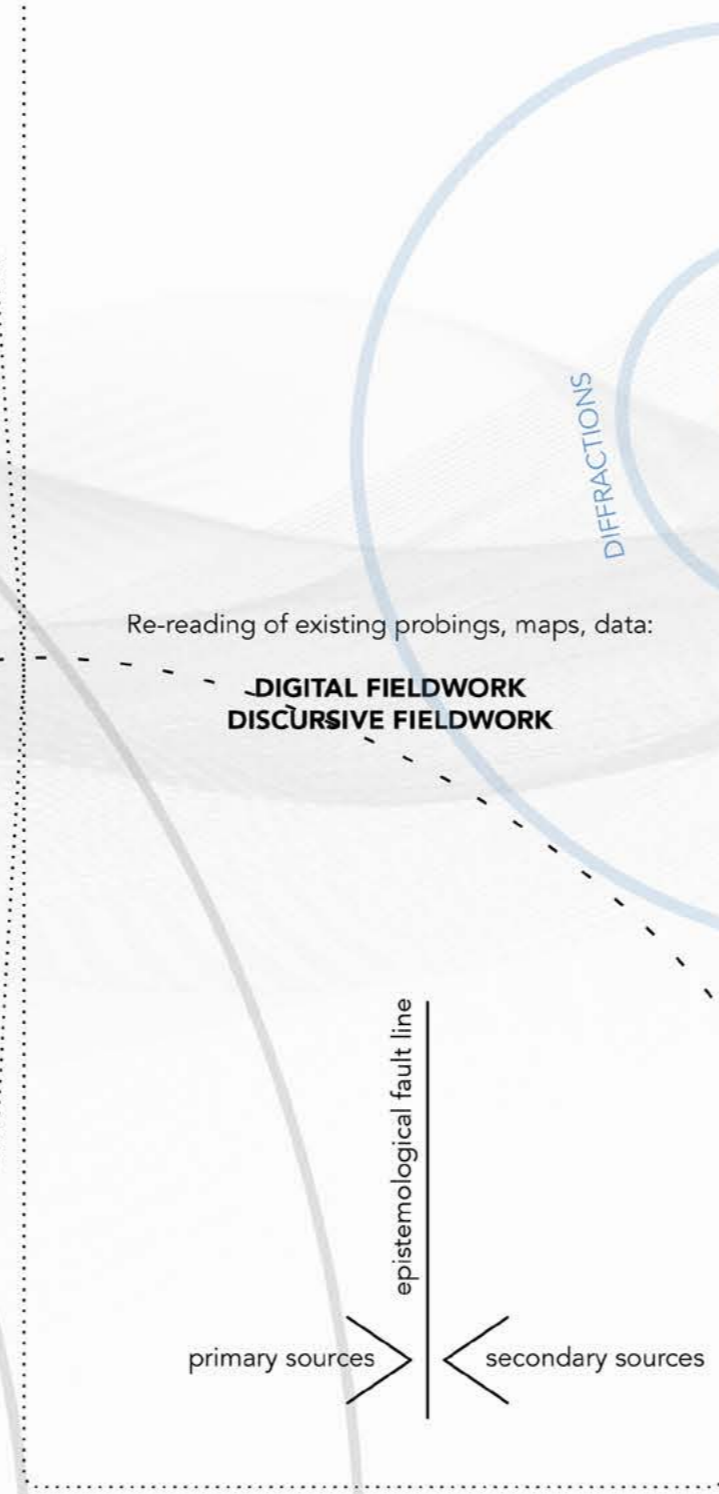 DIFFRACTIONS
Re-reading of existing probings, maps, data:
DIGITAL FIELDWORK
DISCURSIVE FIELDWORK
epistemological fault line
primary sources
secondary sources